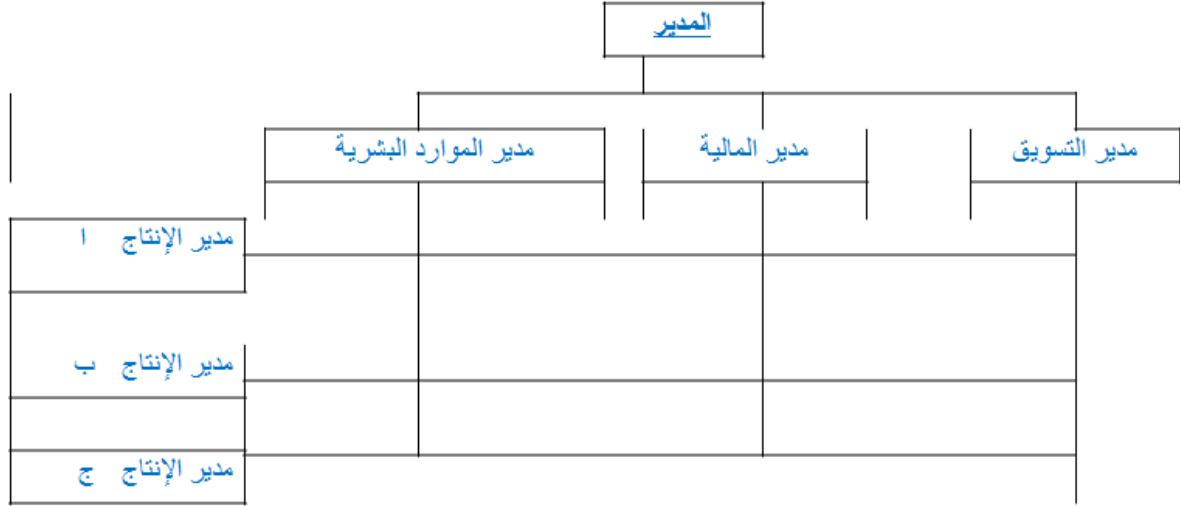 المدير
مدير التسويق
مدير المالية
مدير الموارد البشرية
مدير الإنتاج ا
مدير الإنتاج ب
مدير الإنتاج ج